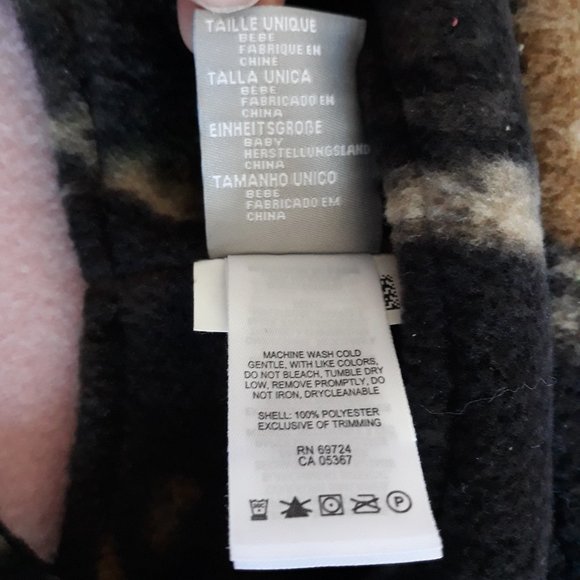 TAILLE UNIQUE
BEBE
FABRIQUE EN
CHINE
TALLA UNICA
BEBE
FABRICADO EN
CHINA
EINHEITSGROBE
BABY
HERSTELLUNGSLAND
CHINA
TAMANHO UNICO
BEBE
FABRICADO EM
CHINA
MACHINE WASH COLD
GENTLE, WITH LIKE COLORS,
DO NOT BLEACH, TUMBLE DRY
LOW, REMOVE PROMPTLY, DO
NOT IRON, DRYCLEANABLE
SHELL: 100% POLYESTER
EXCLUSIVE OF TRIMMING
RN 69724
CA 05367
P